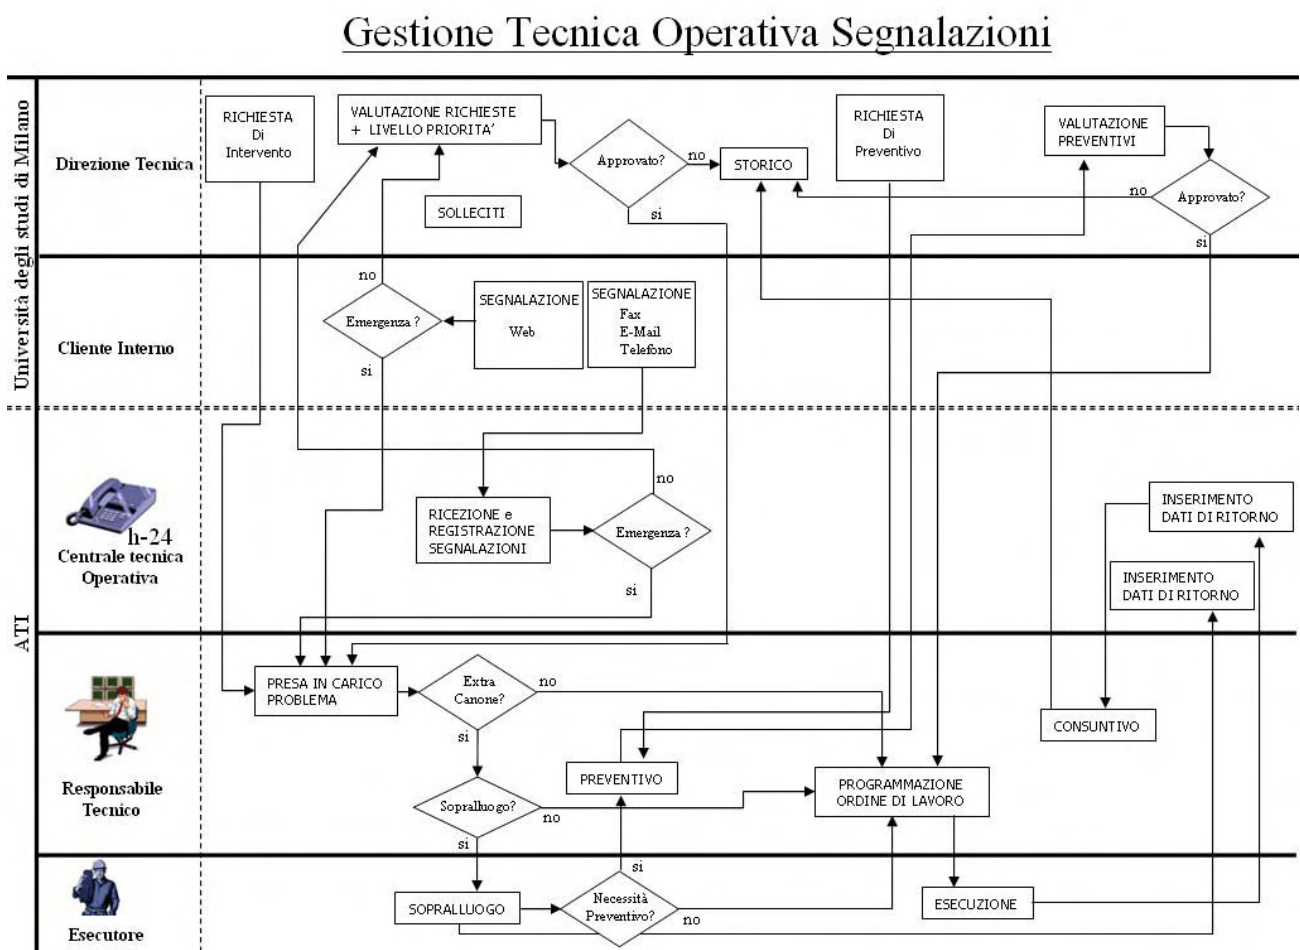 Gestione Tecnica Operativa Segnalazioni
Università degli studi di Milano
Direzione Tecnica
RICHIESTA
Di
Intervento
VALUTAZIONE RICHIESTE
+ LIVELLO PRIORITA'
SOLLECITI
Approvato?
no
si
STORICO
RICHIESTA
Di
Preventivo
VALUTAZIONE
PREVENTIVI
Approvato?
no
si
Cliente Interno
no
Emergenza ?
si
SEGNALAZIONE
Web
SEGNALAZIONE
Fax
E-Mail
Telefono
si
ATI
h-24
Centrale tecnica
Operativa
RICEZIONE e
REGISTRAZIONE
SEGNALAZIONI
no
Emergenza ?
si
INSERIMENTO
DATI DI RITORNO
INSERIMENTO
DATI DI RITORNO
Responsabile
Tecnico
PRESA IN CARICO
PROBLEMA
Extra
Canone?
no
si
Sopralluogo?
no
si
PREVENTIVO
PROGRAMMAZIONE
ORDINE DI LAVORO
CONSUNTIVO
Esecutore
SOPRALLUOGO
si
Necessità
Preventivo?
no
ESECUZIONE